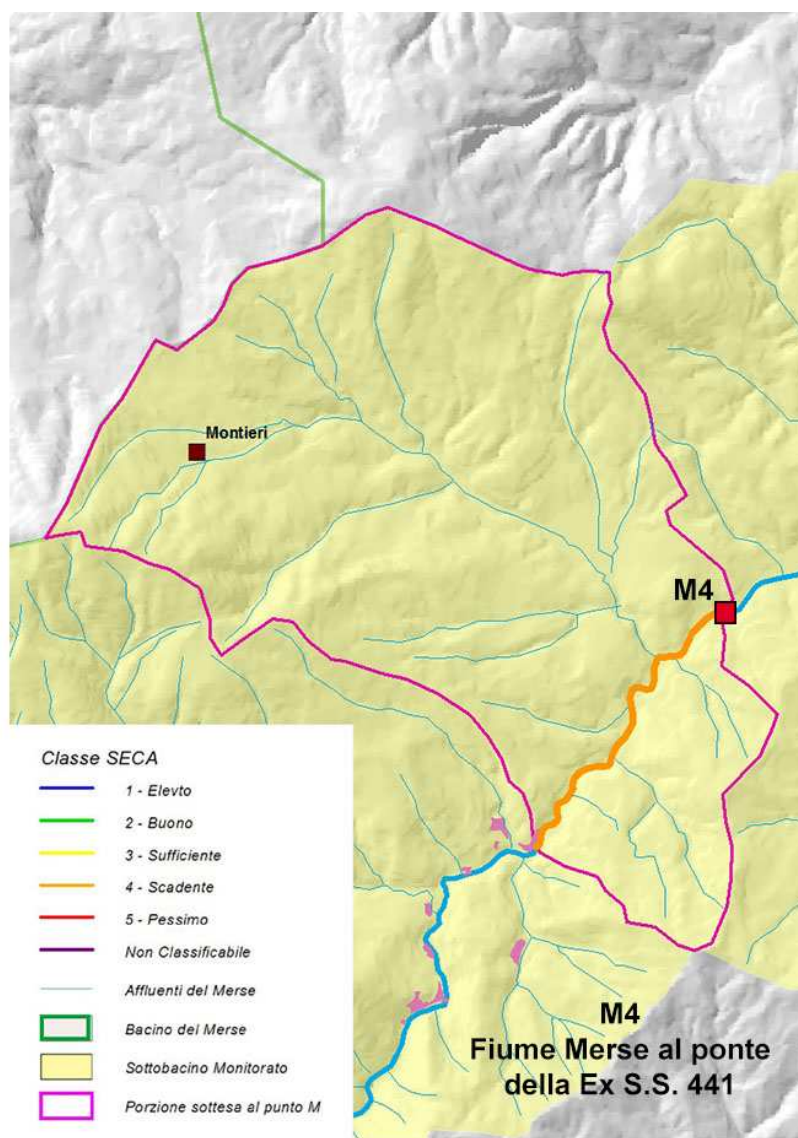 Montieri
M4
Classe SECA
1 - Elevto
2 - Buono
3 - Sufficiente
4 - Scadente
5 - Pessimo
Non Classificabile
Affluenti del Merse
Bacino del Merse
Sottobacino Monitorato
Porzione sottesa al punto M
M4
Fiume Merse al ponte
della Ex S.S. 441